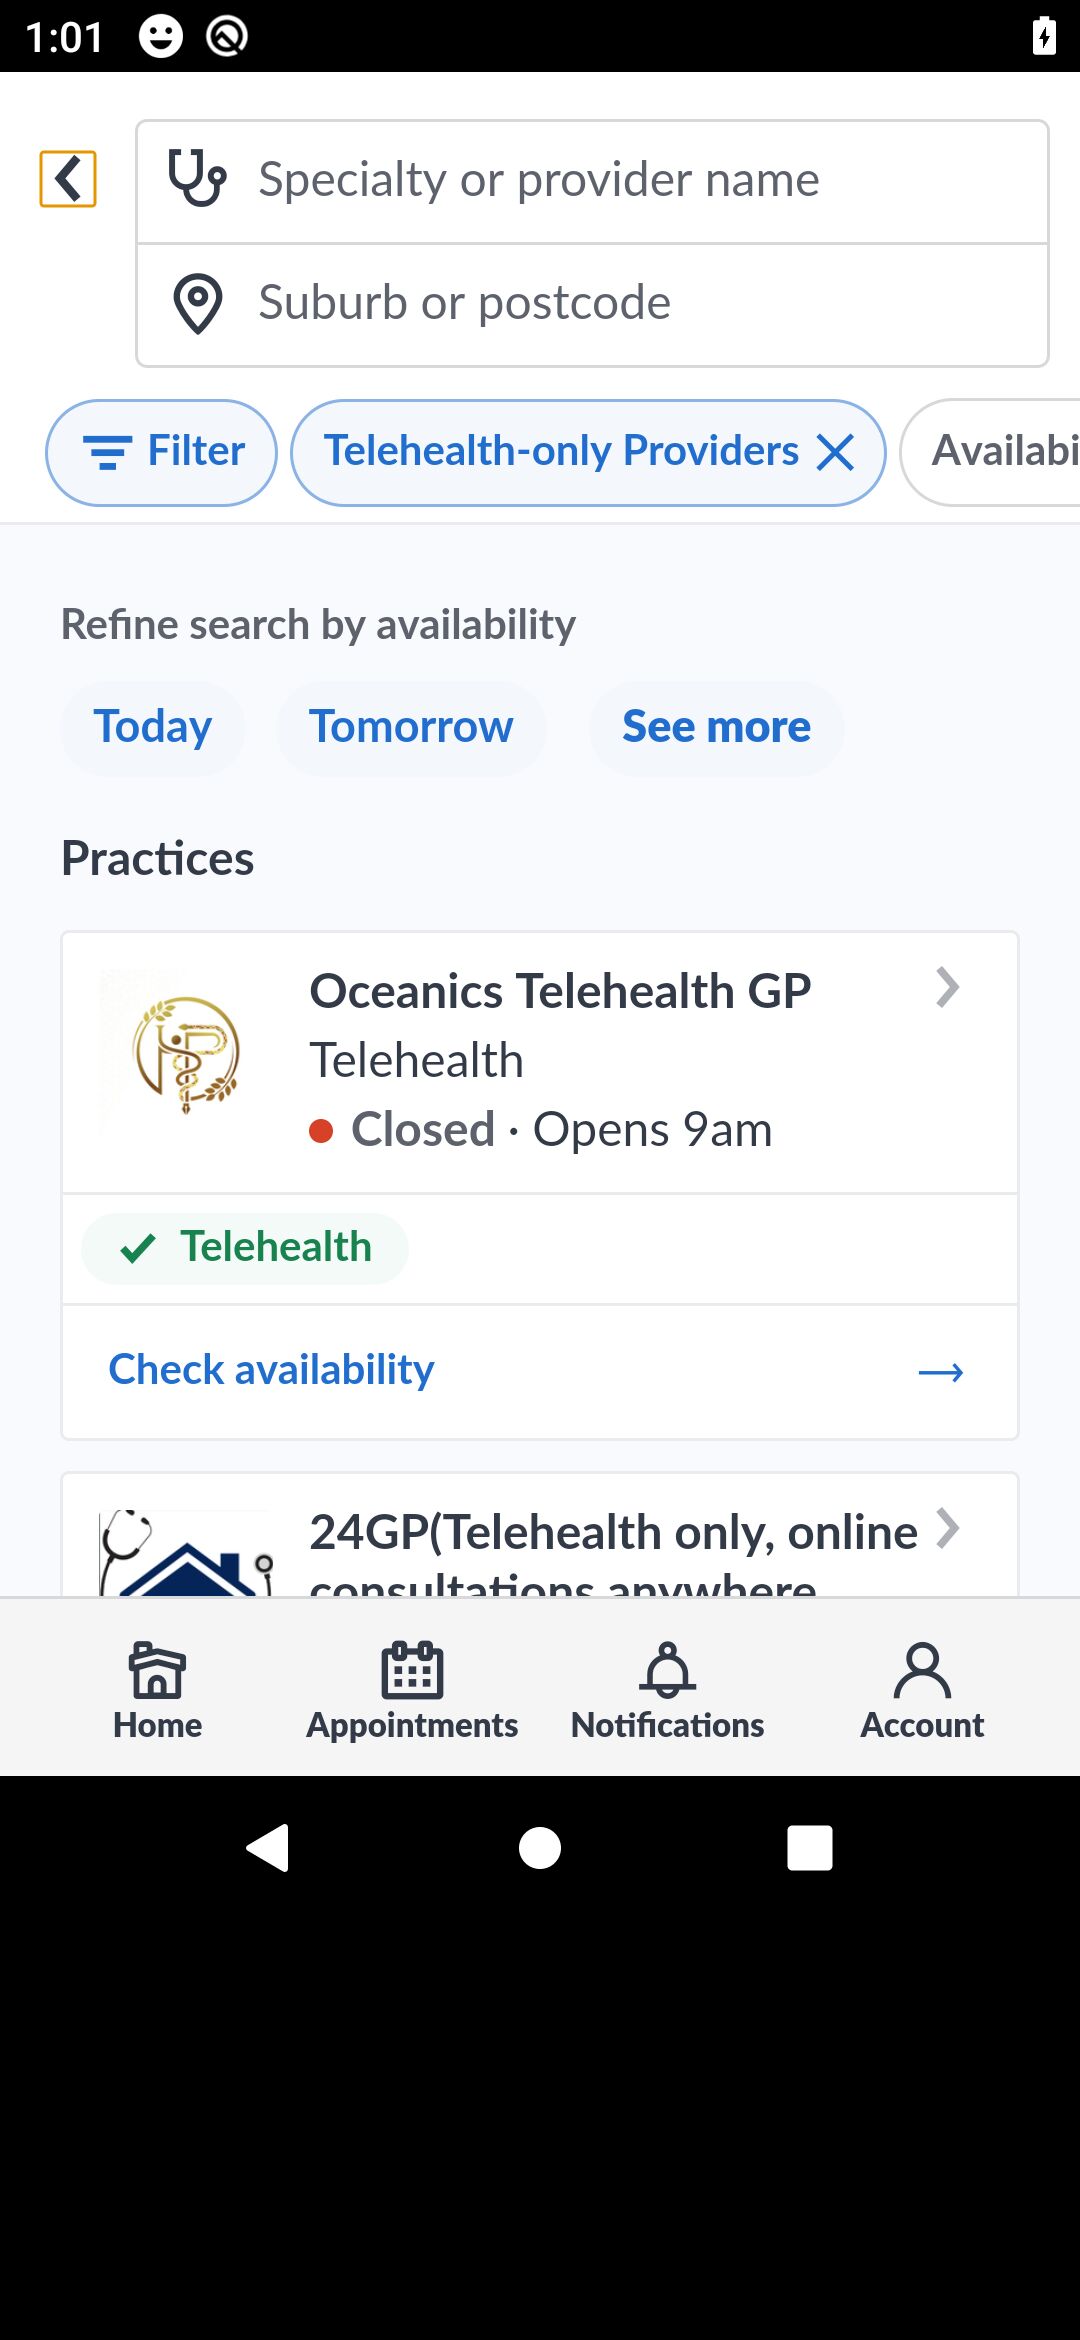 1:01
Specialty or provider name
Suburb or postcode
Filter
Telehealth-only Providers
Availabi
Refine search by availability
Today
Tomorrow
See more
Practices
Oceanics Telehealth GP
Telehealth
Closed · Opens 9am
Telehealth
Check availability
24GP(Telehealth only, online
consultations anywhere
Home
Appointments
Notifications
Account